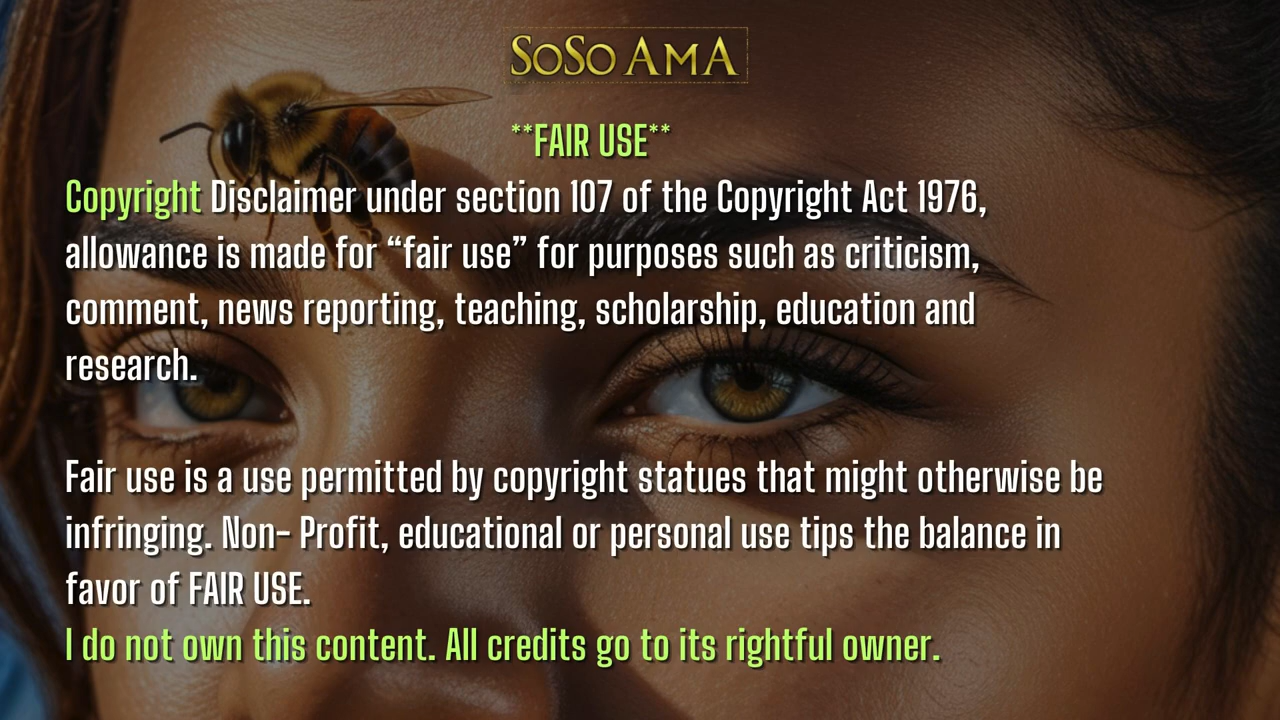 SoSo AmA
**FAIR USE**
Copyright Disclaimer under section 107 of the Copyright Act 1976,
allowance is made for “fair use” for purposes such as criticism,
comment, news reporting, teaching, scholarship, education and
research.
Fair use is a use permitted by copyright statues that might otherwise be
infringing. Non- Profit, educational or personal use tips the balance in
favor of FAIR USE.
I do not own this content. All credits go to its rightful owner.